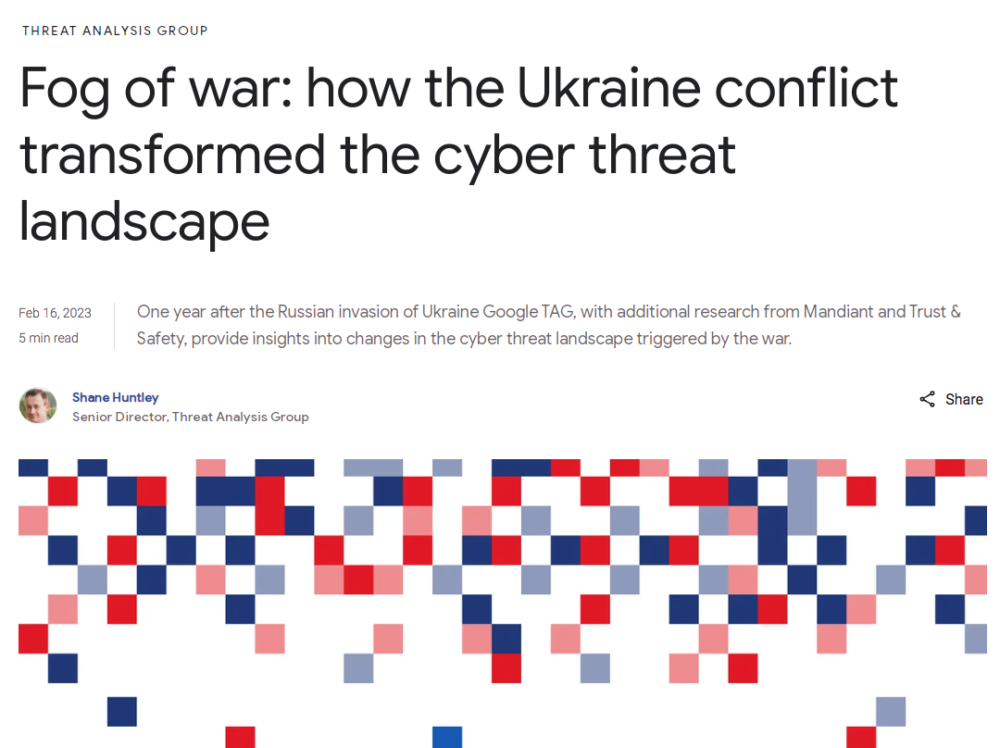 THREAT ANALYSIS GROUP
Fog of war: how the Ukraine conflict
transformed the cyber threat
landscape
Feb 16, 2023
5 min read
One year after the Russian invasion of Ukraine Google TAG, with additional research from Mandiant and Trust &
Safety, provide insights into changes in the cyber threat landscape triggered by the war.
Shane Huntley
Senior Director, Threat Analysis Group
Share